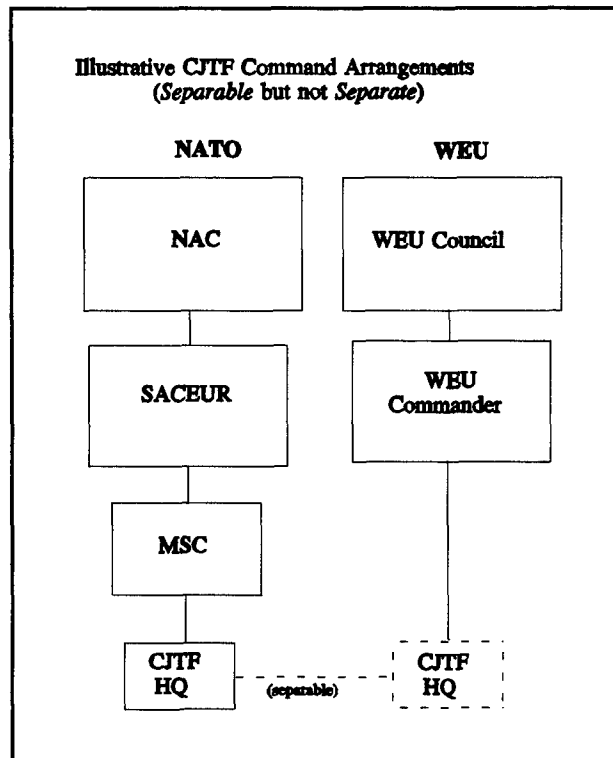 Illustrative CJTF Command Arrangements
(Separable but not Separate)
NATO
WEU
NAC
WEU Council
SACEUR
WEU
Commander
MSC
CJTF
HQ
(separable)
CJTF
HQ